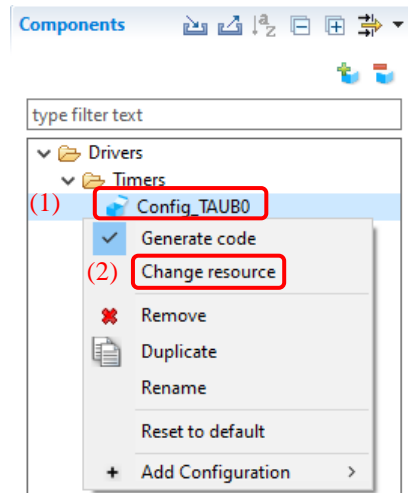 Components
a
z
type filter text
Drivers
Timers
(1) Config_TAUB0
Generate code
(2) Change resource
Remove
Duplicate
Rename
Reset to default
Add Configuration